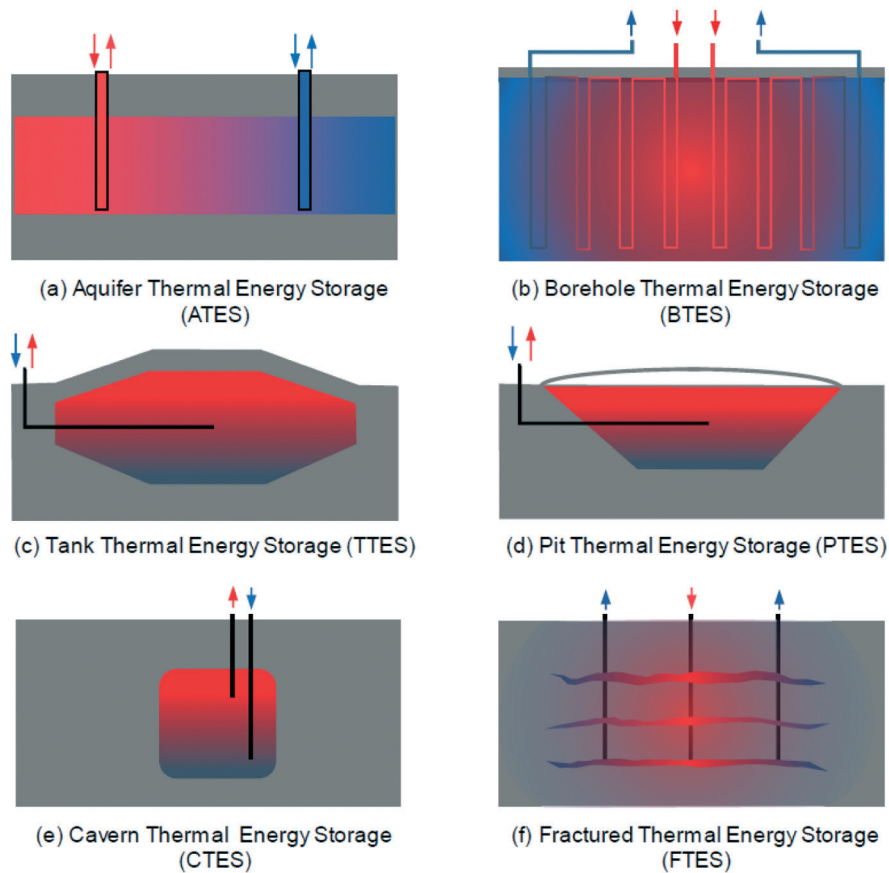 (a) Aquifer Thermal Energy Storage
(ATES)
(b) Borehole Thermal Energy Storage
(BTES)
(c) Tank Thermal Energy Storage (TTES)
(d) Pit Thermal Energy Storage (PTES)
(e) Cavern Thermal Energy Storage
(CTES)
(f) Fractured Thermal Energy Storage
(FTES)